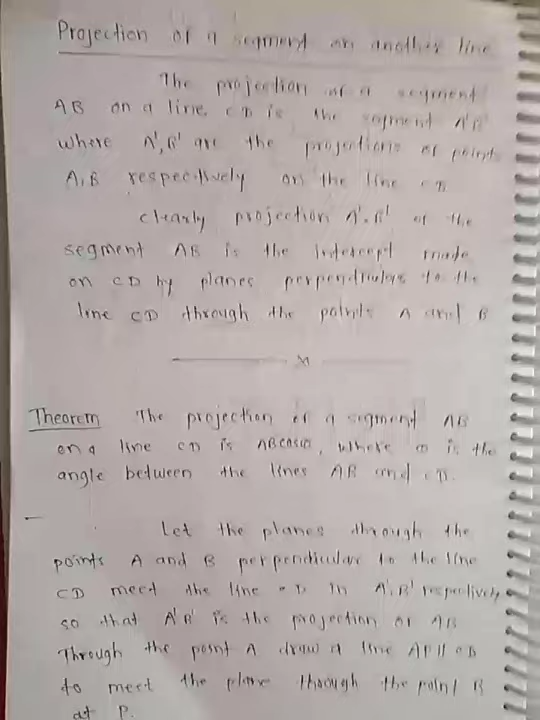 Projection of a segment on another line
The projection of a segment
AB on a line CD is the segment A'B'
where A', B' are the projections of points
A, B respectively on the line CD
clearly projection A'B' of the
segment AB is the intercept made
on CD by planes perpendiculars to the
line CD through the points A and B
Theorem The projection of a segment AB
on a line CD is AB cosθ, where θ is the
angle between the lines AB and CD.
Let the planes through the
points A and B perpendicular to the line
CD meet the line CD in A', B' respectively
so that A'B' is the projection of AB
Through the point A draw a line AP || CD
to meet the plane through the point B
at P.